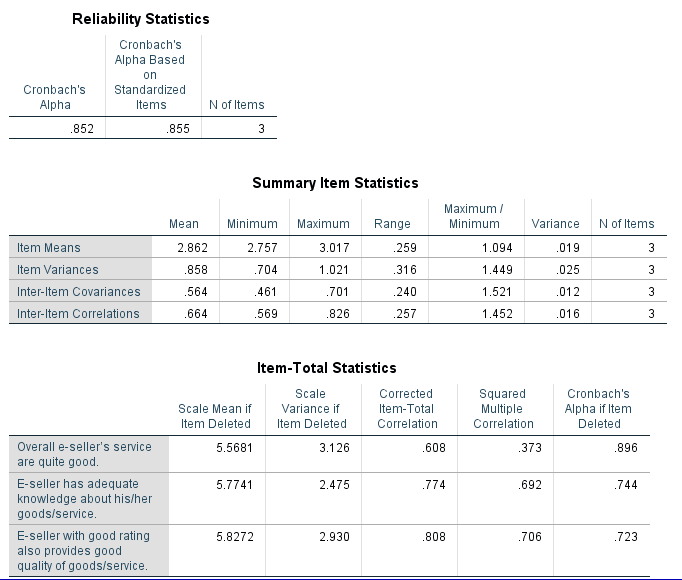 Reliability Statistics
Cronbach's Alpha Cronbach's Alpha Based on Standardized Items N of Items
.852 .855 3
Summary Item Statistics
Mean Minimum Maximum Range Maximum / Minimum Variance N of Items
Item Means 2.862 2.757 3.017 .259 1.094 .019 3
Item Variances .858 .704 1.021 .316 1.449 .025 3
Inter-Item Covariances .564 .461 .701 .240 1.521 .012 3
Inter-Item Correlations .664 .569 .826 .257 1.452 .016 3
Item-Total Statistics
Scale Mean if Item Deleted Scale Variance if Item Deleted Corrected Item-Total Correlation Squared Multiple Correlation Cronbach's Alpha if Item Deleted
Overall e-seller's service are quite good. 5.5681 3.126 .608 .373 .896
E-seller has adequate knowledge about his/her goods/service. 5.7741 2.475 .774 .692 .744
E-seller with good rating also provides good quality of goods/service. 5.8272 2.930 .808 .706 .723